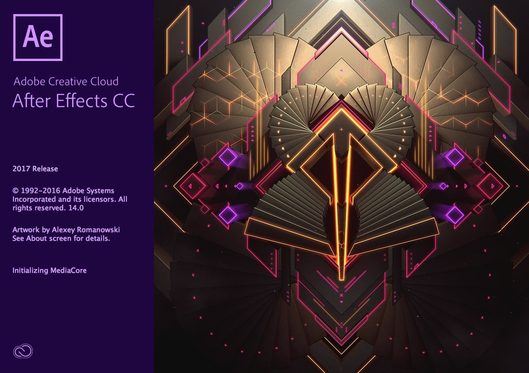 Ae
Adobe Creative Cloud
After Effects CC
2017 Release
© 1992-2016 Adobe Systems
Incorporated and its licensors. All
rights reserved. 14.0
Artwork by Alexey Romanowski
See About screen for details.
Initializing MediaCore